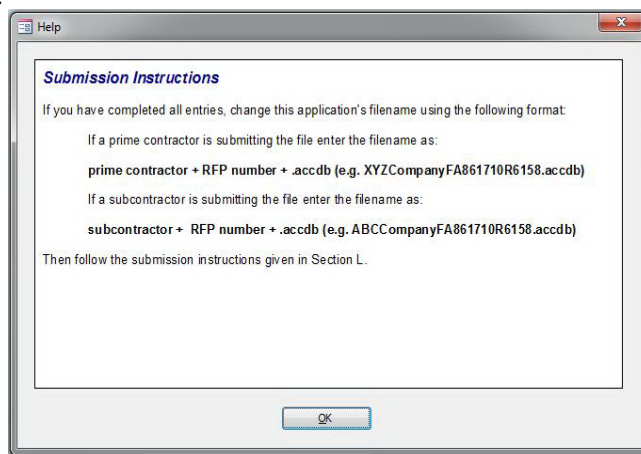 Help
Submission Instructions
If you have completed all entries, change this application's filename using the following format:
If a prime contractor is submitting the file enter the filename as:
prime contractor + RFP number + .accdb (e.g. XYZCompanyFA861710R6158.accdb)
If a subcontractor is submitting the file enter the filename as:
subcontractor + RFP number + .accdb (e.g. ABCCompanyFA861710R6158.accdb)
Then follow the submission instructions given in Section L.
OK